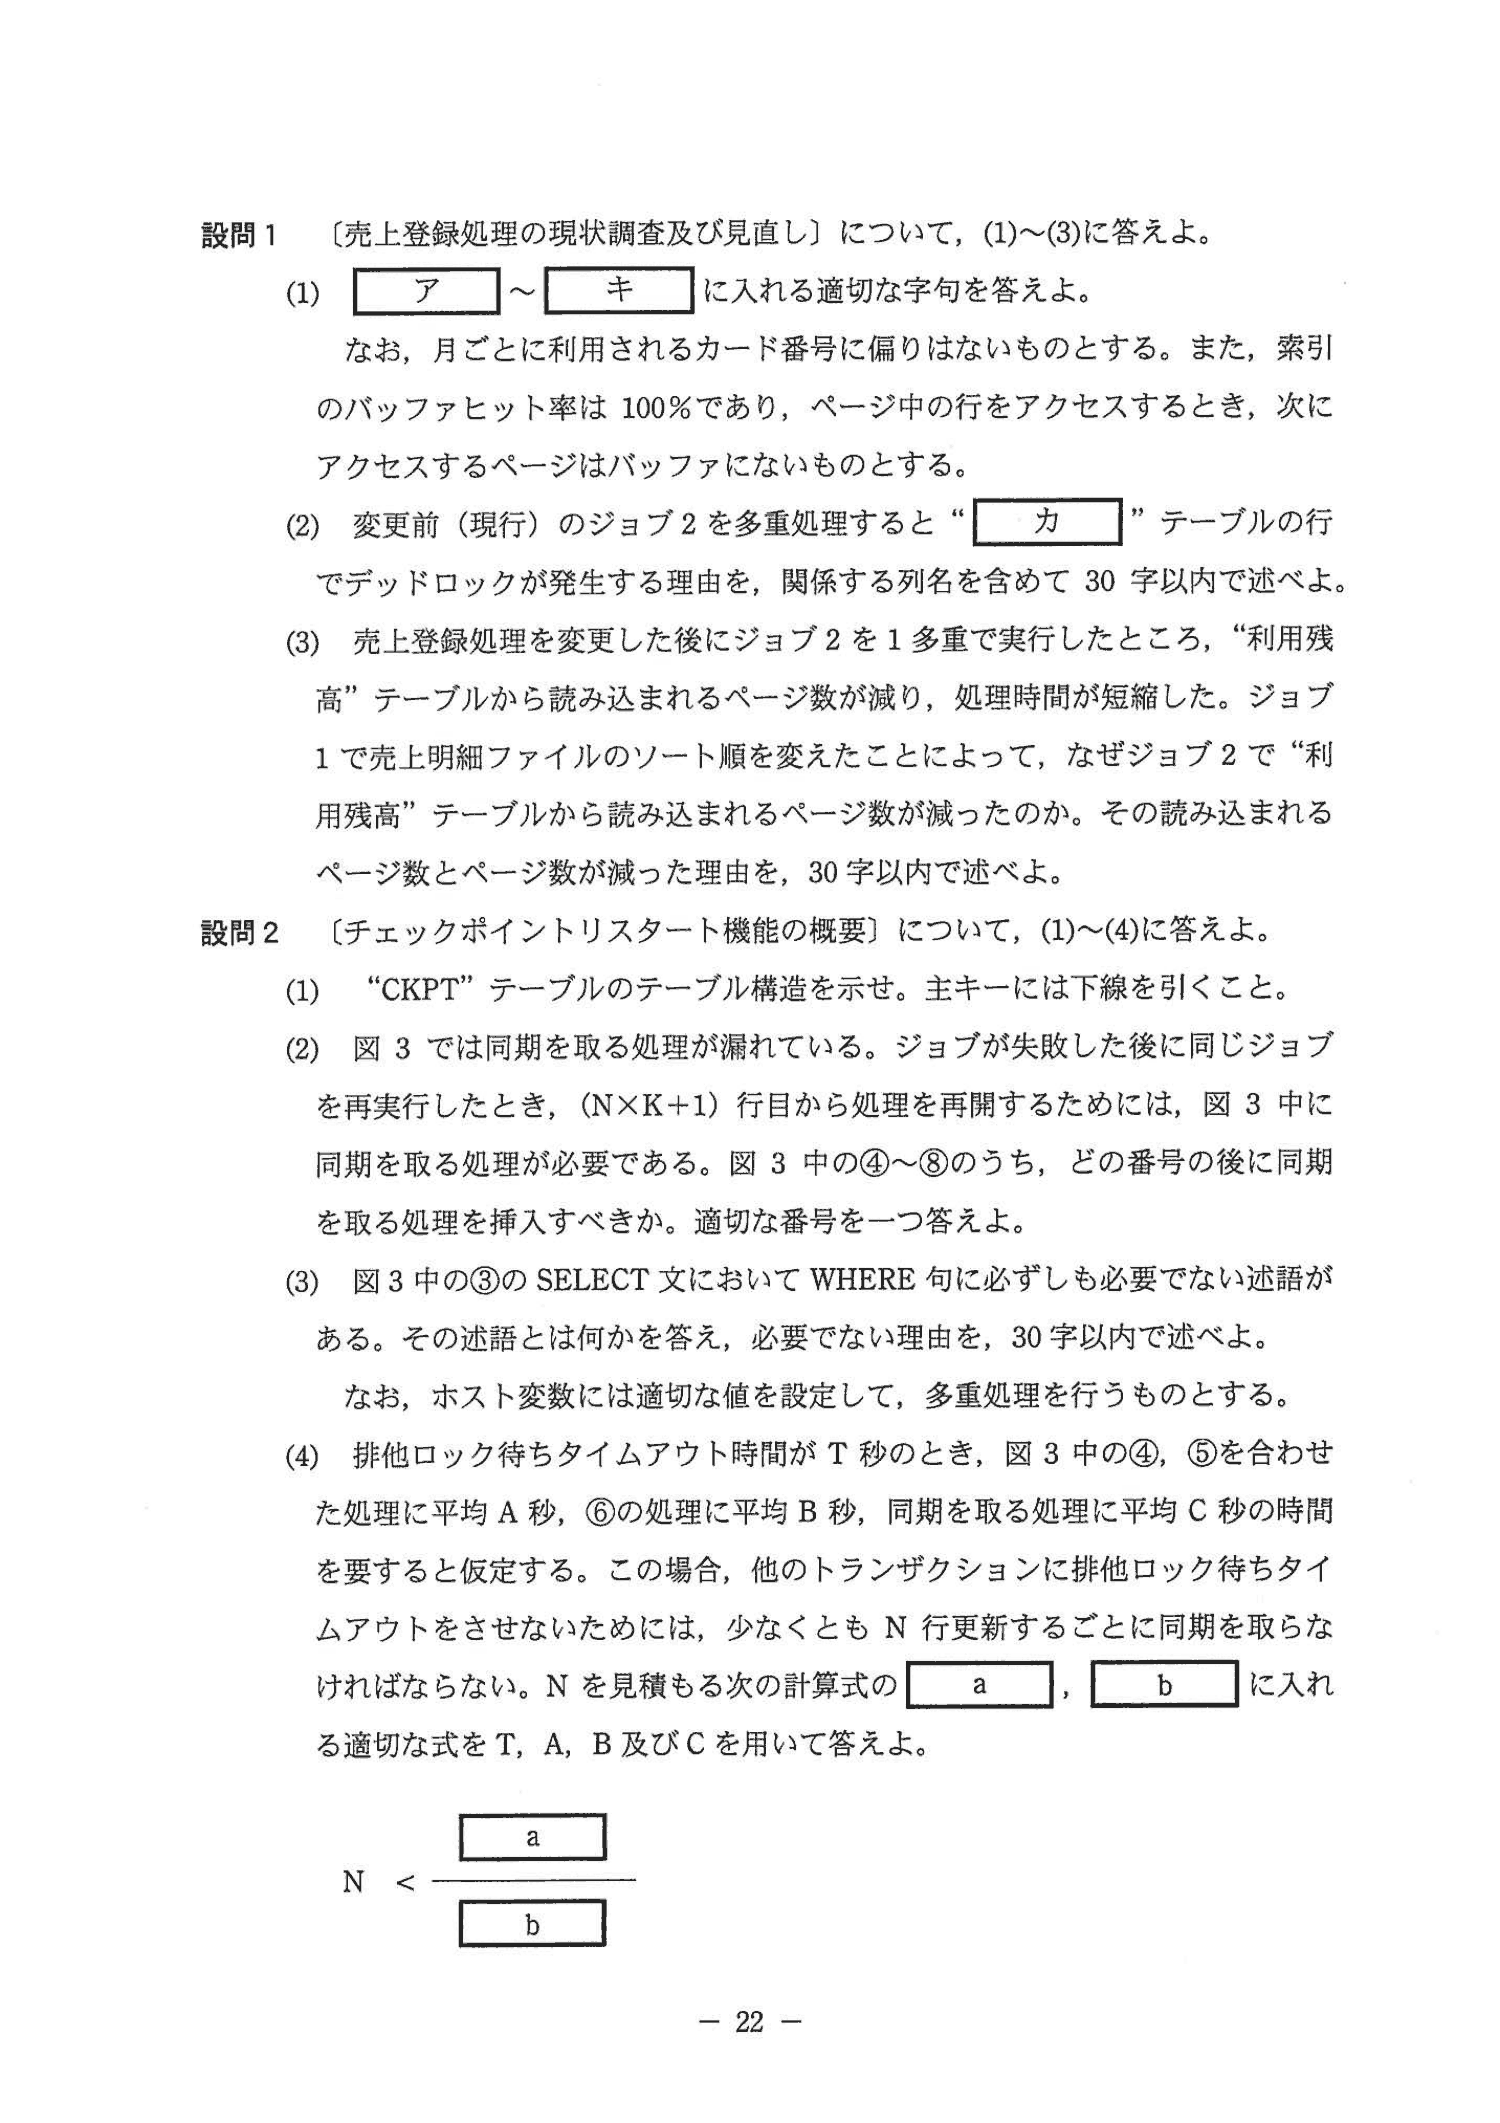 設問1 〔売上登録処理の現状調査及び見直し〕について，(1)～(3)に答えよ。
(1) ア ～ キ に入れる適切な字句を答えよ。
なお，月ごとに利用されるカード番号に偏りはないものとする。また，索引
のバッファヒット率は 100％であり，ページ中の行をアクセスするとき，次に
アクセスするページはバッファにないものとする。
(2) 変更前（現行）のジョブ 2 を多重処理すると“ カ ”テーブルの行
でデッドロックが発生する理由を，関係する列名を含めて 30 字以内で述べよ。
(3) 売上登録処理を変更した後にジョブ 2 を 1 多重で実行したところ，“利用残
高”テーブルから読み込まれるページ数が減り，処理時間が短縮した。ジョブ
1 で売上明細ファイルのソート順を変えたことによって，なぜジョブ 2 で“利
用残高”テーブルから読み込まれるページ数が減ったのか。その読み込まれる
ページ数とページ数が減った理由を，30 字以内で述べよ。
設問2 〔チェックポイントリスタート機能の概要〕について，(1)～(4)に答えよ。
(1) “CKPT”テーブルのテーブル構造を示せ。主キーには下線を引くこと。
(2) 図 3 では同期を取る処理が漏れている。ジョブが失敗した後に同じジョブ
を再実行したとき，（N×K＋1）行目から処理を再開するためには，図 3 中に
同期を取る処理が必要である。図 3 中の④～⑧のうち，どの番号の後に同期
を取る処理を挿入すべきか。適切な番号を一つ答えよ。
(3) 図 3 中の③の SELECT 文において WHERE 句に必ずしも必要でない述語が
ある。その述語とは何かを答え，必要でない理由を，30 字以内で述べよ。
なお，ホスト変数には適切な値を設定して，多重処理を行うものとする。
(4) 排他ロック待ちタイムアウト時間が T 秒のとき，図 3 中の④，⑤を合わせ
た処理に平均 A 秒，⑥の処理に平均 B 秒，同期を取る処理に平均 C 秒の時間
を要すると仮定する。この場合，他のトランザクションに排他ロック待ちタイ
ムアウトをさせないためには，少なくとも N 行更新するごとに同期を取らな
ければならない。N を見積もる次の計算式の a ， b に入れ
る適切な式を T，A，B 及び C を用いて答えよ。
a
N ＜
b
－ 22 －